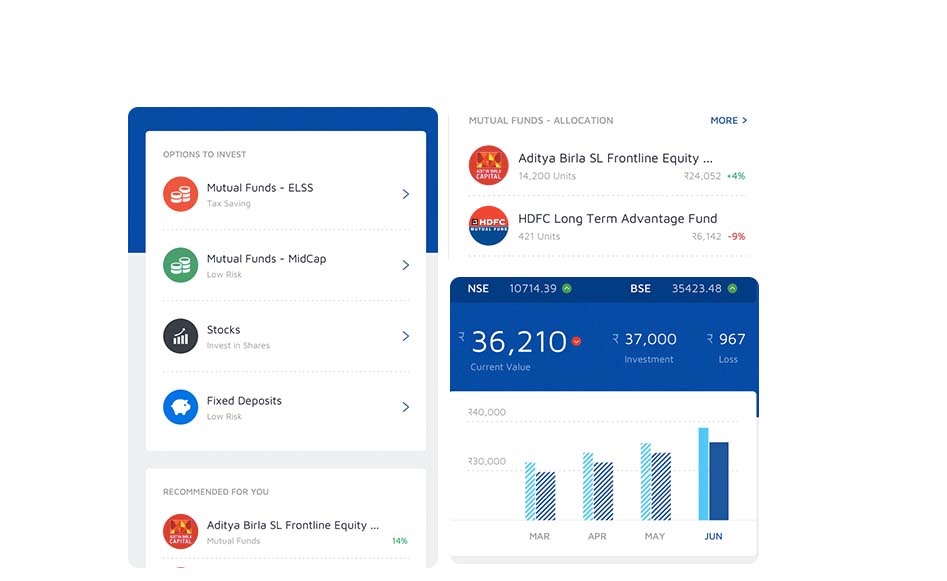 OPTIONS TO INVEST
Mutual Funds - ELSS
Tax Saving
Mutual Funds - MidCap
Low Risk
Stocks
Invest in Shares
Fixed Deposits
Low Risk
RECOMMENDED FOR YOU
ADITYA BIRLA
CAPITAL
Aditya Birla SL Frontline Equity ...
Mutual Funds 14%
MUTUAL FUNDS - ALLOCATION MORE >
ADITYA BIRLA
CAPITAL
Aditya Birla SL Frontline Equity ...
14,200 Units ₹24,052 +4%
HDFC
MUTUAL FUND
HDFC Long Term Advantage Fund
421 Units ₹6,142 -9%
NSE 10714.39 BSE 35423.48
₹ 36,210 ₹ 37,000 ₹ 967
Current Value Investment Loss
₹40,000
₹30,000
MAR APR MAY JUN